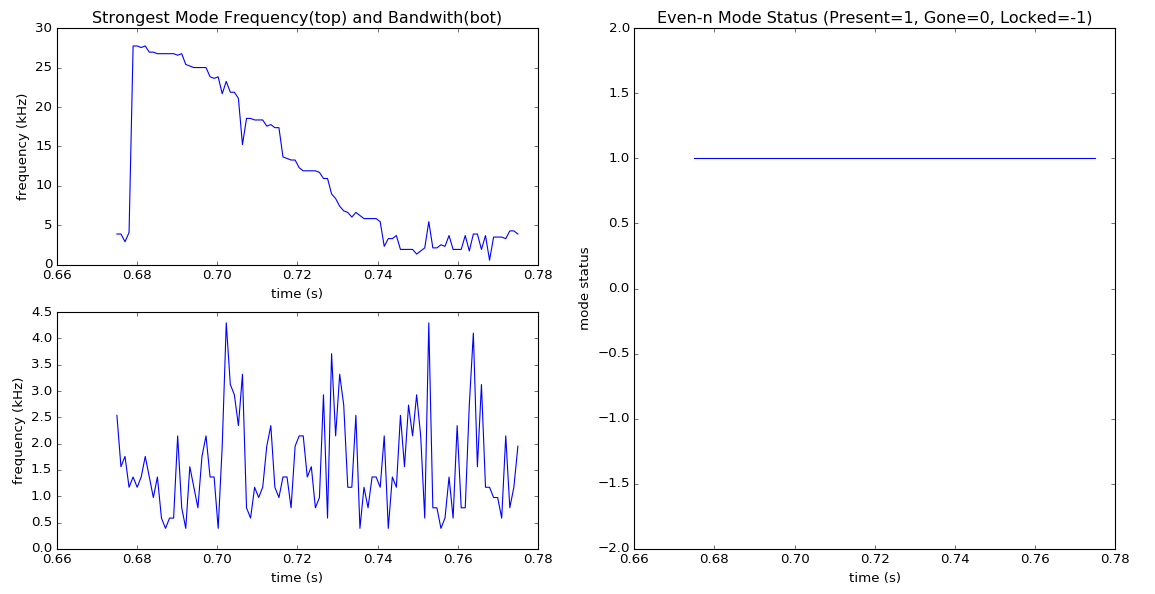 Strongest Mode Frequency(top) and Bandwith(bot)
30
25
20
15
10
5
0
frequency (kHz)
0.66 0.68 0.70 0.72 0.74 0.76 0.78
time (s)
4.5
4.0
3.5
3.0
2.5
2.0
1.5
1.0
0.5
0.0
frequency (kHz)
0.66 0.68 0.70 0.72 0.74 0.76 0.78
time (s)
Even-n Mode Status (Present=1, Gone=0, Locked=-1)
2.0
1.5
1.0
0.5
0.0
−0.5
−1.0
−1.5
−2.0
mode status
0.66 0.68 0.70 0.72 0.74 0.76 0.78
time (s)